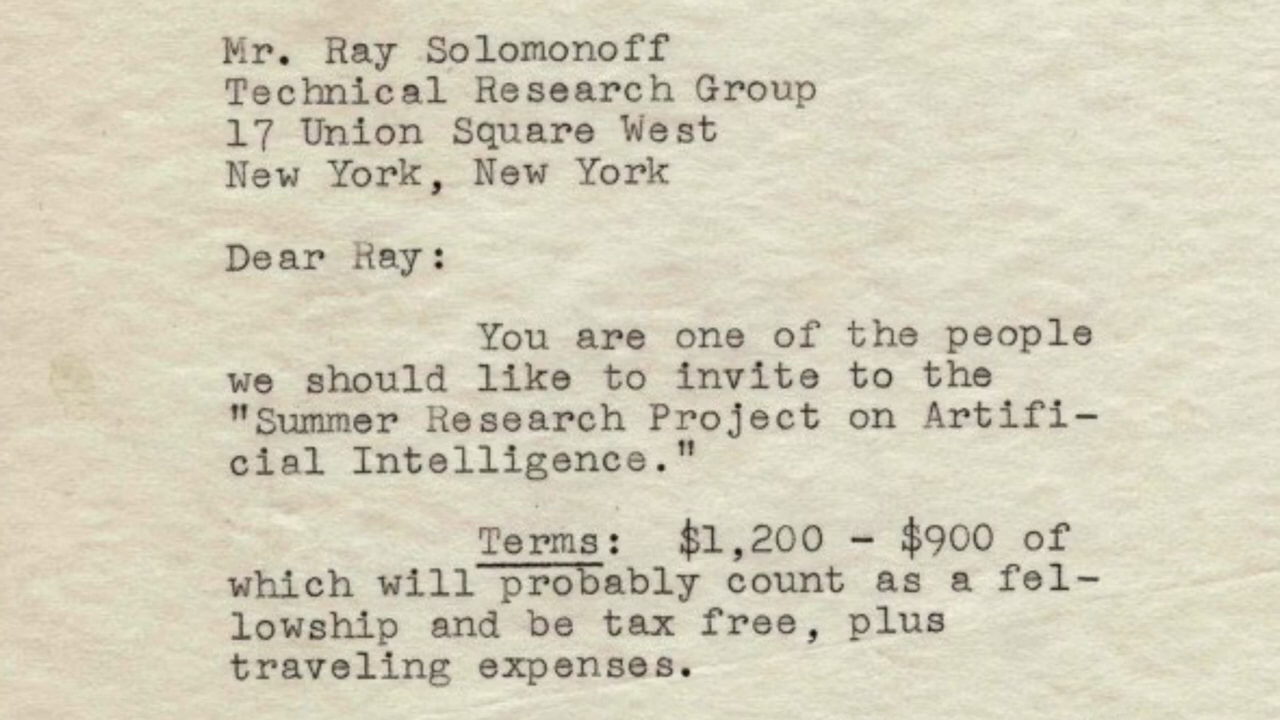 Mr. Ray Solomonoff
Technical Research Group
17 Union Square West
New York, New York
Dear Ray:
You are one of the people
we should like to invite to the
"Summer Research Project on Artifi-
cial Intelligence."
Terms: $1,200 - $900 of
which will probably count as a fel-
lowship and be tax free, plus
traveling expenses.